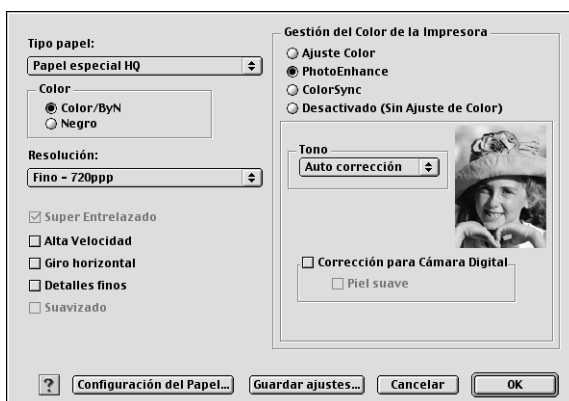 Tipo papel:
Papel especial HQ
Color
Color/ByN
Negro
Resolución:
Fino - 720ppp
Super Entrelazado
Alta Velocidad
Giro horizontal
Detalles finos
Suavizado
Gestión del Color de la Impresora
Ajuste Color
PhotoEnhance
ColorSync
Desactivado (Sin Ajuste de Color)
Tono
Auto corrección
Corrección para Cámara Digital
Piel suave
?
Configuración del Papel...
Guardar ajustes...
Cancelar
OK